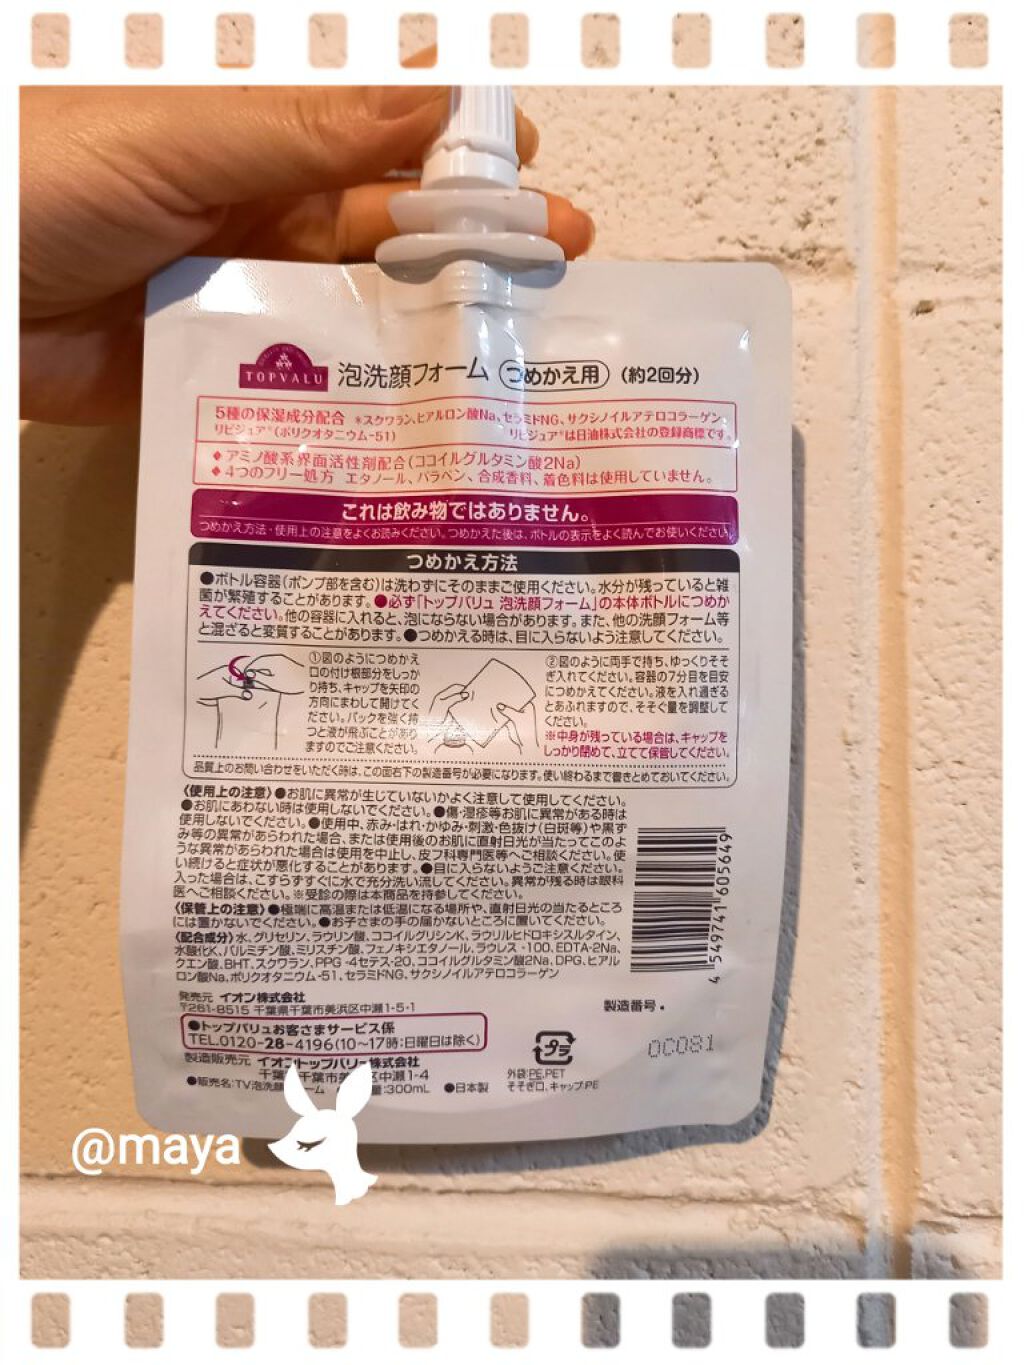 TOPVALU 泡洗顔フォーム つめかえ用 (約2回分)
5種の保湿成分配合 *スクワラン、ヒアルロン酸Na、セラミドNG、サクシノイルアテロコラーゲン、
リピジュア®(ポリクオタニウム-51) リピジュア®は日油株式会社の登録商標です。
◆アミノ酸系界面活性剤配合(ココイルグルタミン酸2Na)
◆4つのフリー処方 エタノール、パラベン、合成香料、着色料は使用していません。
これは飲み物ではありません。
つめかえ方法・使用上の注意をよくお読みください。つめかえた後は、ボトルの表示をよく読んでお使いください。
つめかえ方法
●ボトル容器(ポンプ部を含む)は洗わずにそのままご使用ください。水分が残っていると雑
菌が繁殖することがあります。●必ず「トップバリュ 泡洗顔フォーム」の本体ボトルにつめか
えてください。他の容器に入れると、泡にならない場合があります。また、他の洗顔フォーム等
と混ざると変質することがあります。●つめかえる時は、目に入らないよう注意してください。
①図のようにつめかえ
口の付け根部分をしっか
り持ち、キャップを矢印の
方向にまわして開けてく
ださい。パックを強く持
つと液が飛ぶことがあり
ますのでご注意ください。
②図のように両手で持ち、ゆっくりそそ
ぎ入れてください。容器の7分目を目安
につめかえてください。液を入れ過ぎる
とあふれますので、そそぐ量を調整して
ください。
※中身が残っている場合は、キャップを
しっかり閉めて、立てて保管してください。
品質上のお問い合わせをいただく時は、この面右下の製造番号が必要になります。使い終わるまで書きとめておいてください。
〈使用上の注意〉●お肌に異常が生じていないかよく注意して使用してください。
●お肌にあわない時は使用しないでください。●傷・湿疹等お肌に異常がある時は
使用しないでください。●使用中、赤み・はれ・かゆみ・刺激・色抜け(白斑等)や黒ず
み等の異常があらわれた場合、または使用後のお肌に直射日光が当たってこのよ
うな異常があらわれた場合は使用を中止し、皮フ科専門医等へご相談ください。使
い続けると症状が悪化することがあります。●目に入らないようご注意ください。
入った場合は、こすらずすぐに水で充分洗い流してください。異常が残る時は眼科
医へご相談ください。※受診の際は本商品を持参してください。
〈保管上の注意〉●極端に高温または低温になる場所や、直射日光の当たるところ
には置かないでください。●お子さまの手の届かないところに置いてください。
〈配合成分〉水、グリセリン、ラウリン酸、ココイルグリシンK、ラウリルヒドロキシスルタイン、
水酸化K、パルミチン酸、ミリスチン酸、フェノキシエタノール、ラウレス-100、EDTA-2Na、
クエン酸、BHT、スクワラン、PPG-4セテス-20、ココイルグルタミン酸2Na、DPG、ヒアル
ロン酸Na、ポリクオタニウム-51、セラミドNG、サクシノイルアテロコラーゲン
4 549741 605649
発売元 イオン株式会社
〒261-8515 千葉県千葉市美浜区中瀬1-5-1
●トップバリュお客さまサービス係
TEL.0120-28-4196(10〜17時:日曜日は除く)
製造販売元 イオントップバリュ株式会社
千葉県千葉市美浜区中瀬1-4
●販売名:TV泡洗顔フォーム 量:300mL ●日本製
製造番号・
0C081
プラ
外袋:PE,PET
そそぎ口、キャップ:PE
@maya